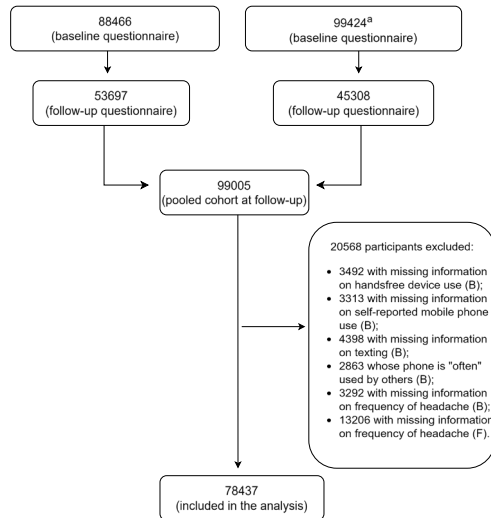 88466
(baseline questionnaire)
99424ª
(baseline questionnaire)
53697
(follow-up questionnaire)
45308
(follow-up questionnaire)
99005
(pooled cohort at follow-up)
20568 participants excluded:
• 3492 with missing information
on handsfree device use (B);
• 3313 with missing information
on self-reported mobile phone
use (B);
• 4398 with missing information
on texting (B);
• 2863 whose phone is "often"
used by others (B);
• 3292 with missing information
on frequency of headache (B);
• 13206 with missing information
on frequency of headache (F).
78437
(included in the analysis)